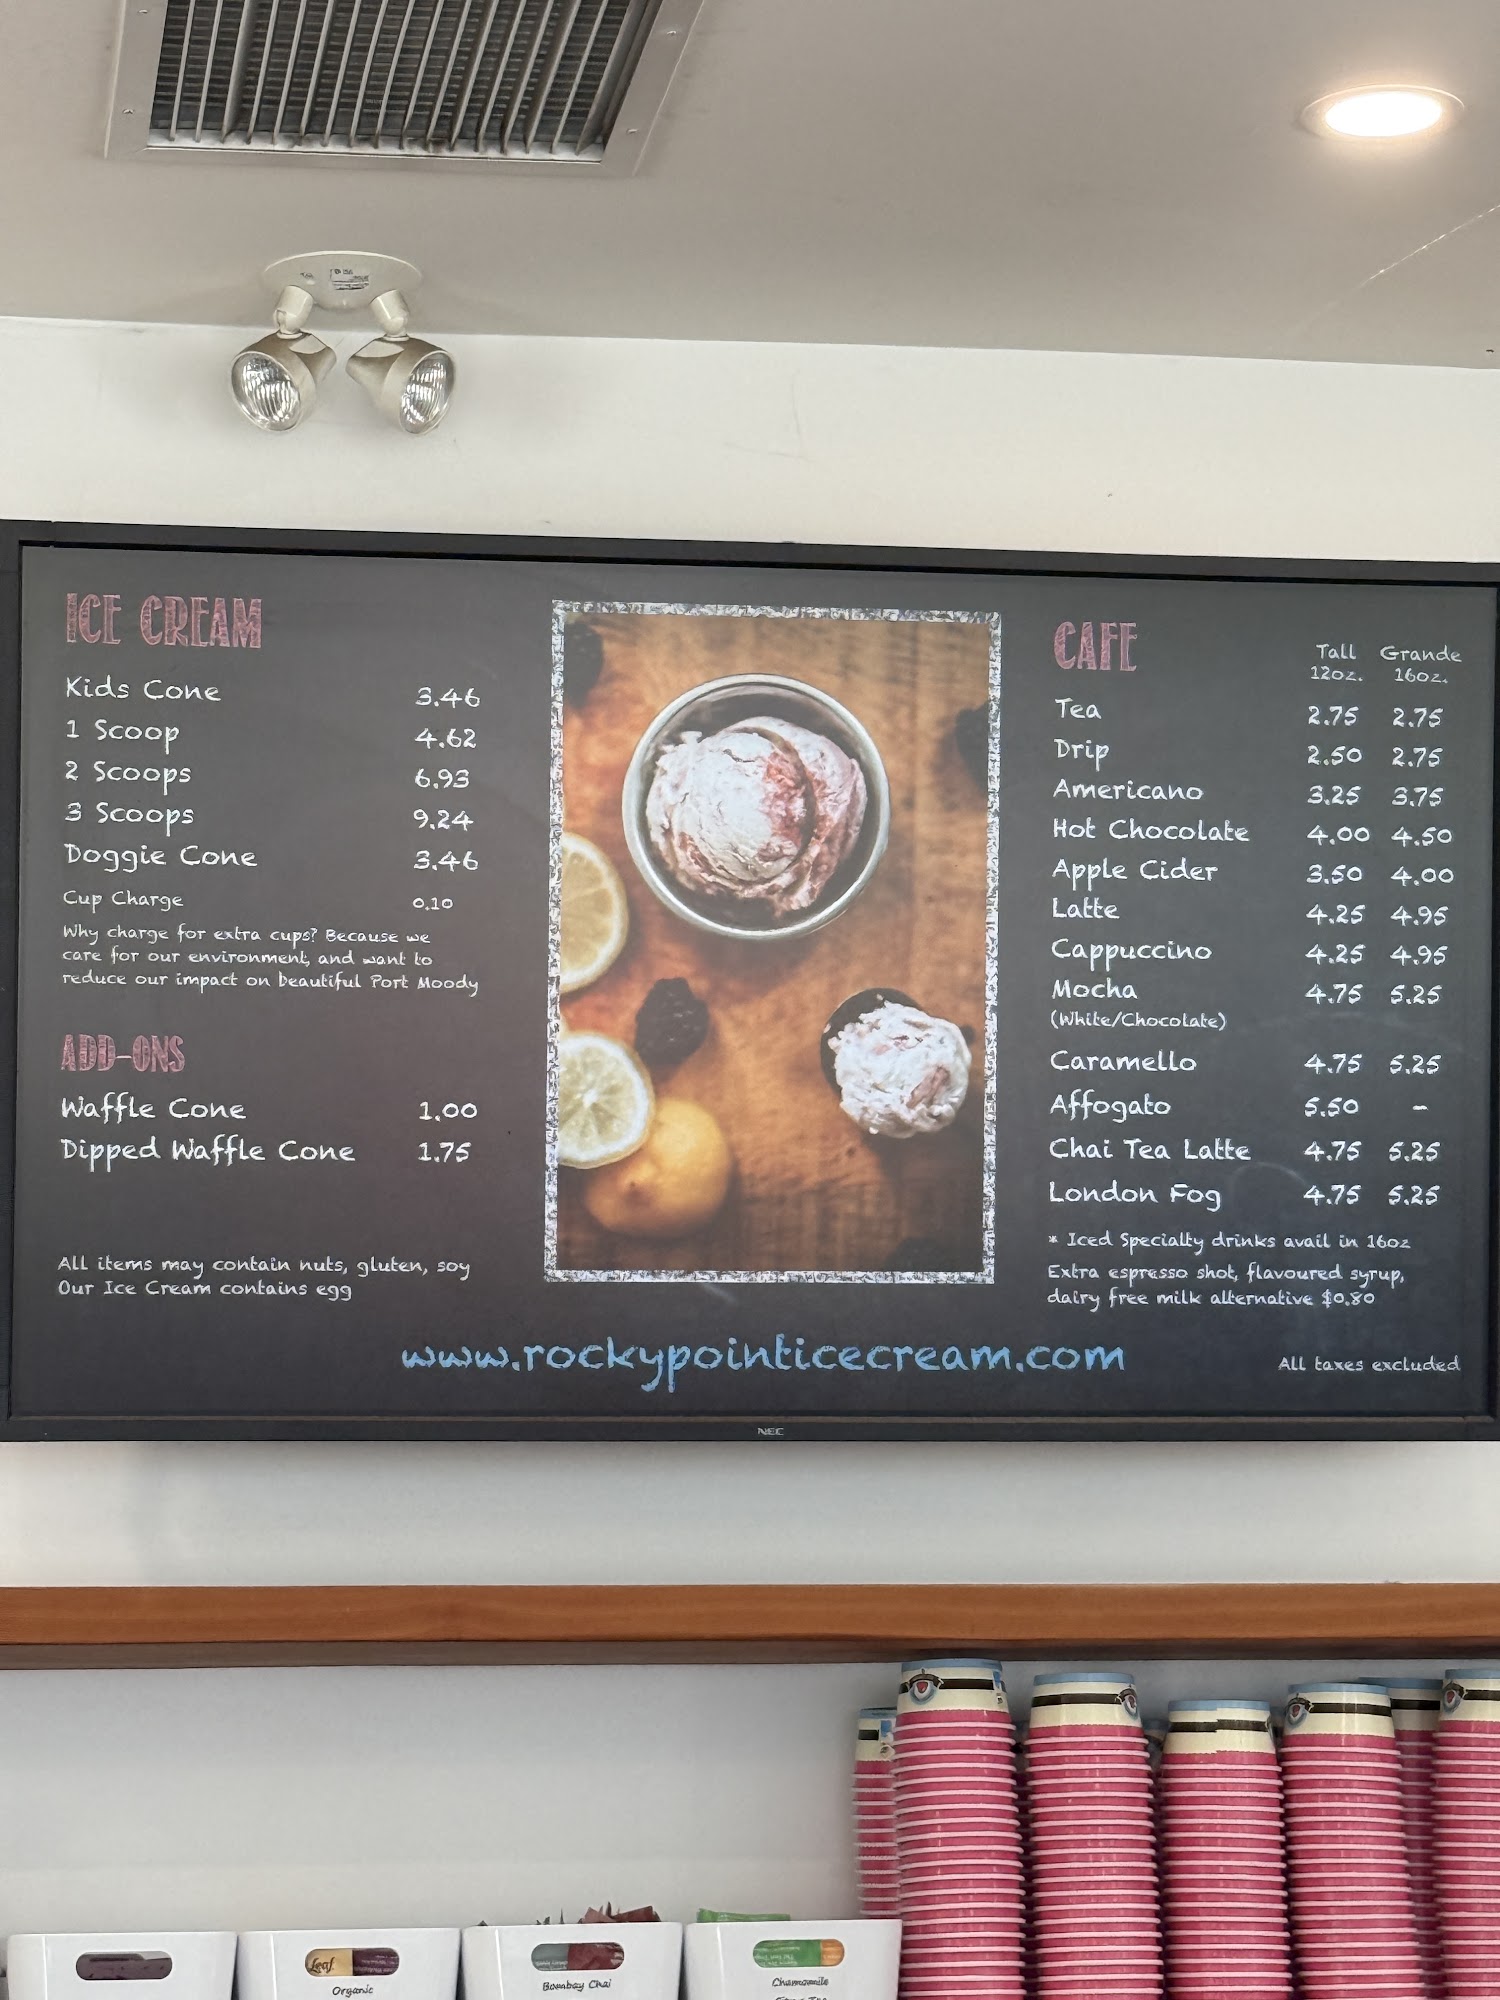 ICE CREAM
Kids Cone 3.46
1 Scoop 4.62
2 Scoops 6.93
3 Scoops 9.24
Doggie Cone 3.46
Cup Charge 0.10
Why charge for extra cups? Because we
care for our environment, and want to
reduce our impact on beautiful Port Moody
ADD-ONS
Waffle Cone 1.00
Dipped Waffle Cone 1.75
All items may contain nuts, gluten, soy
Our Ice Cream contains egg
CAFE Tall Grande
12oz. 16oz.
Tea 2.75 2.75
Drip 2.50 2.75
Americano 3.25 3.75
Hot Chocolate 4.00 4.50
Apple Cider 3.50 4.00
Latte 4.25 4.95
Cappuccino 4.25 4.95
Mocha 4.75 5.25
(White/Chocolate)
Caramello 4.75 5.25
Affogato 5.50 -
Chai Tea Latte 4.75 5.25
London Fog 4.75 5.25
* Iced Specialty drinks avail in 16oz
Extra espresso shot, flavoured syrup,
dairy free milk alternative $0.80
www.rockypointicecream.com
All taxes excluded
NEC
Leaf
Organic
Bombay Chai
Chamomile